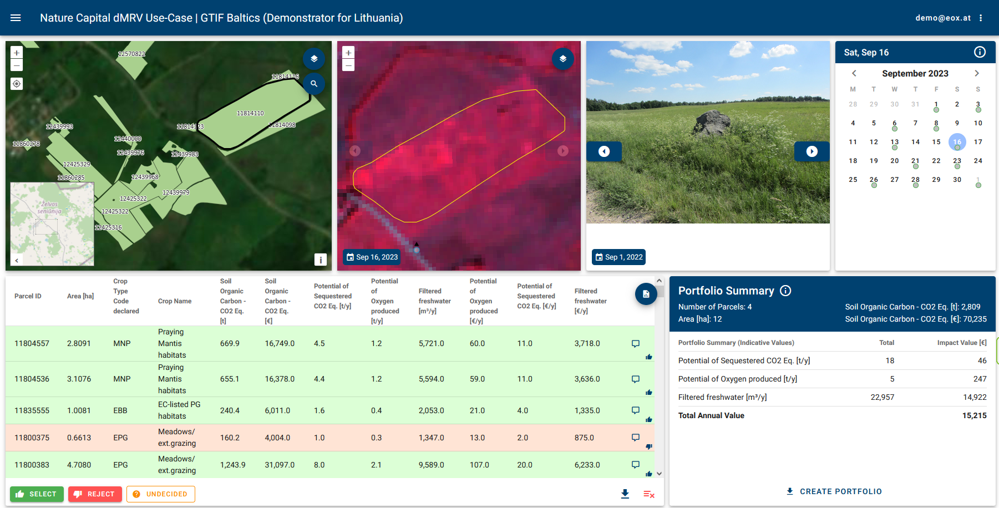 Nature Capital dMRV Use-Case | GTIF Baltics (Demonstrator for Lithuania)
demo@eox.at
12570822
11814116
11814110
11814123
11814098
12439993
11860278
12440000
12439976
12439983
12425329
11860285
12439968
12439979
12425322
12425322
12425316
Želvos
seniūnija
i
Sep 16, 2023
Sep 1, 2022
Sat, Sep 16
September 2023
M T W T F S S
28 29 30 31 1 2 3
4 5 6 7 8 9 10
11 12 13 14 15 16 17
18 19 20 21 22 23 24
25 26 27 28 29 30 1
Parcel ID
Area [ha]
Crop
Type
Code
declared
Crop Name
Soil
Organic
Carbon -
CO2 Eq.
[t]
Soil
Organic
Carbon -
CO2 Eq.
[€]
Potential of
Sequestered
CO2 Eq. [t/y]
Potential
of
Oxygen
produced
[t/y]
Filtered
freshwater
[m³/y]
Potential
of
Oxygen
produced
[€/y]
Potential of
Sequestered
CO2 Eq. [€/y]
Filtered
freshwater
[€/y]
11804557 2.8091 MNP Praying Mantis habitats 669.9 16,749.0 4.5 1.2 5,721.0 60.0 11.0 3,718.0
11804536 3.1076 MNP Praying Mantis habitats 655.1 16,378.0 4.4 1.2 5,594.0 59.0 11.0 3,636.0
11835555 1.0081 EBB EC-listed PG habitats 240.4 6,011.0 1.6 0.4 2,053.0 21.0 4.0 1,335.0
11800375 0.6613 EPG Meadows/ ext.grazing 160.2 4,004.0 1.0 0.3 1,347.0 13.0 2.0 875.0
11800383 4.7080 EPG Meadows/ ext.grazing 1,243.9 31,097.0 8.0 2.1 9,589.0 107.0 20.0 6,233.0
SELECT
REJECT
UNDECIDED
Portfolio Summary
Number of Parcels: 4
Area [ha]: 12
Soil Organic Carbon - CO2 Eq. [t]: 2,809
Soil Organic Carbon - CO2 Eq. [€]: 70,235
Portfolio Summary (Indicative Values) Total Impact Value [€]
Potential of Sequestered CO2 Eq. [t/y] 18 46
Potential of Oxygen produced [t/y] 5 247
Filtered freshwater [m³/y] 22,957 14,922
Total Annual Value 15,215
CREATE PORTFOLIO